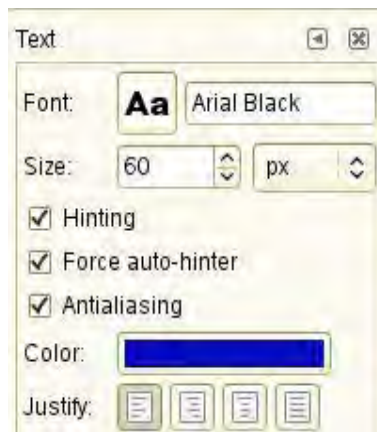 Text
Font: Aa Arial Black
Size: 60 px
Hinting
Force auto-hinter
Antialiasing
Color:
Justify: